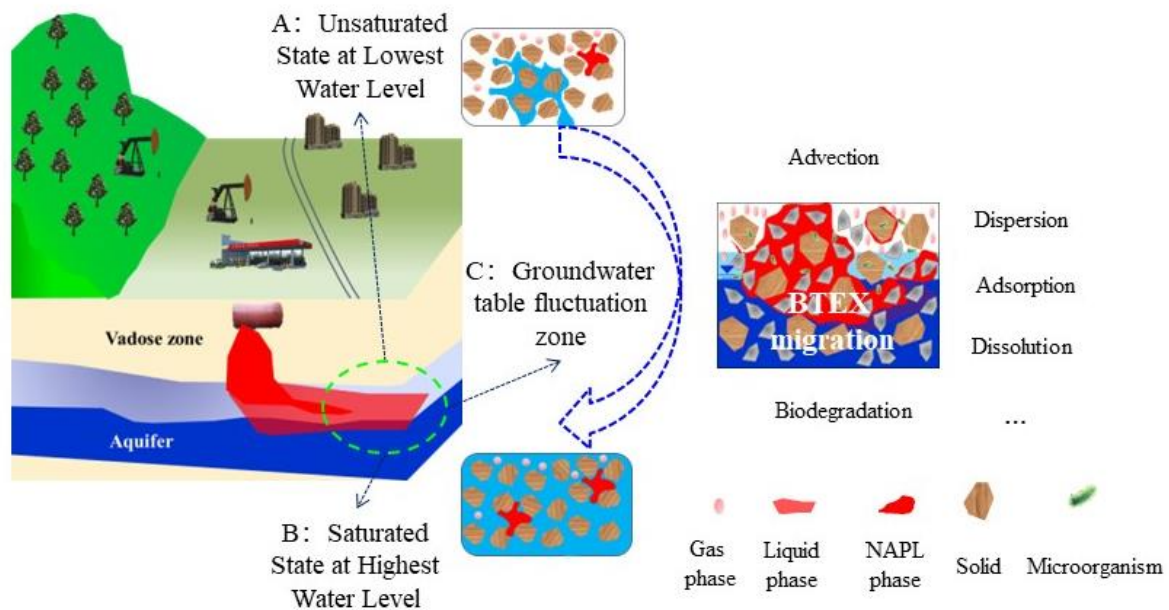 A： Unsaturated
State at Lowest
Water Level
Vadose zone
Aquifer
C： Groundwater
table fluctuation
zone
B： Saturated
State at Highest
Water Level
Advection
Dispersion
Adsorption
Dissolution
BTEX
migration
Biodegradation
...
Gas
phase
Liquid
phase
NAPL
phase
Solid
Microorganism